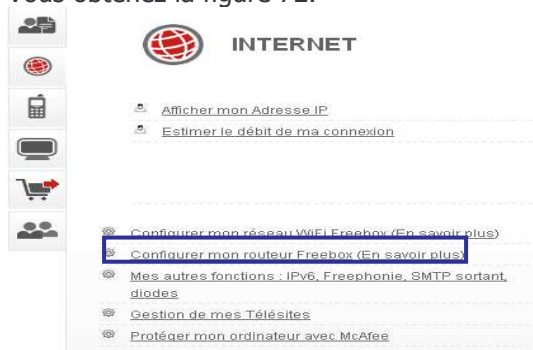 Vous obtenez la figure 72.
INTERNET
Afficher mon Adresse IP
Estimer le débit de ma connexion
Configurer mon réseau WiFi Freebox (En savoir plus)
Configurer mon routeur Freebox (En savoir plus)
Mes autres fonctions : IPv6, Freephonie, SMTP sortant,
diodes
Gestion de mes Télésites
Protéger mon ordinateur avec McAfee